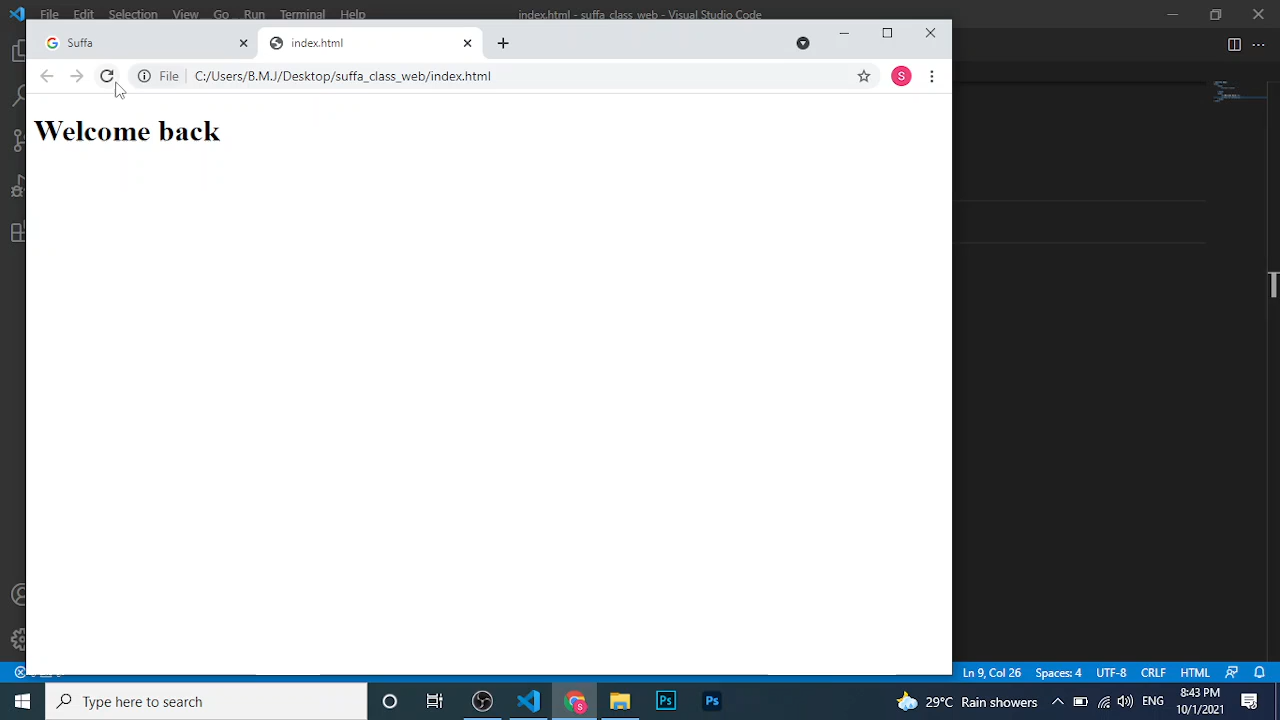 File Edit Selection View Go Run Terminal Help index.html - suffa_class_web - Visual Studio Code
Suffa index.html
File C:/Users/B.M.J/Desktop/suffa_class_web/index.html S
Welcome back
Ln 9, Col 26 Spaces: 4 UTF-8 CRLF HTML
Type here to search S Ps Ps 29°C Rain showers ENG 8:43 PM
10/1/2021